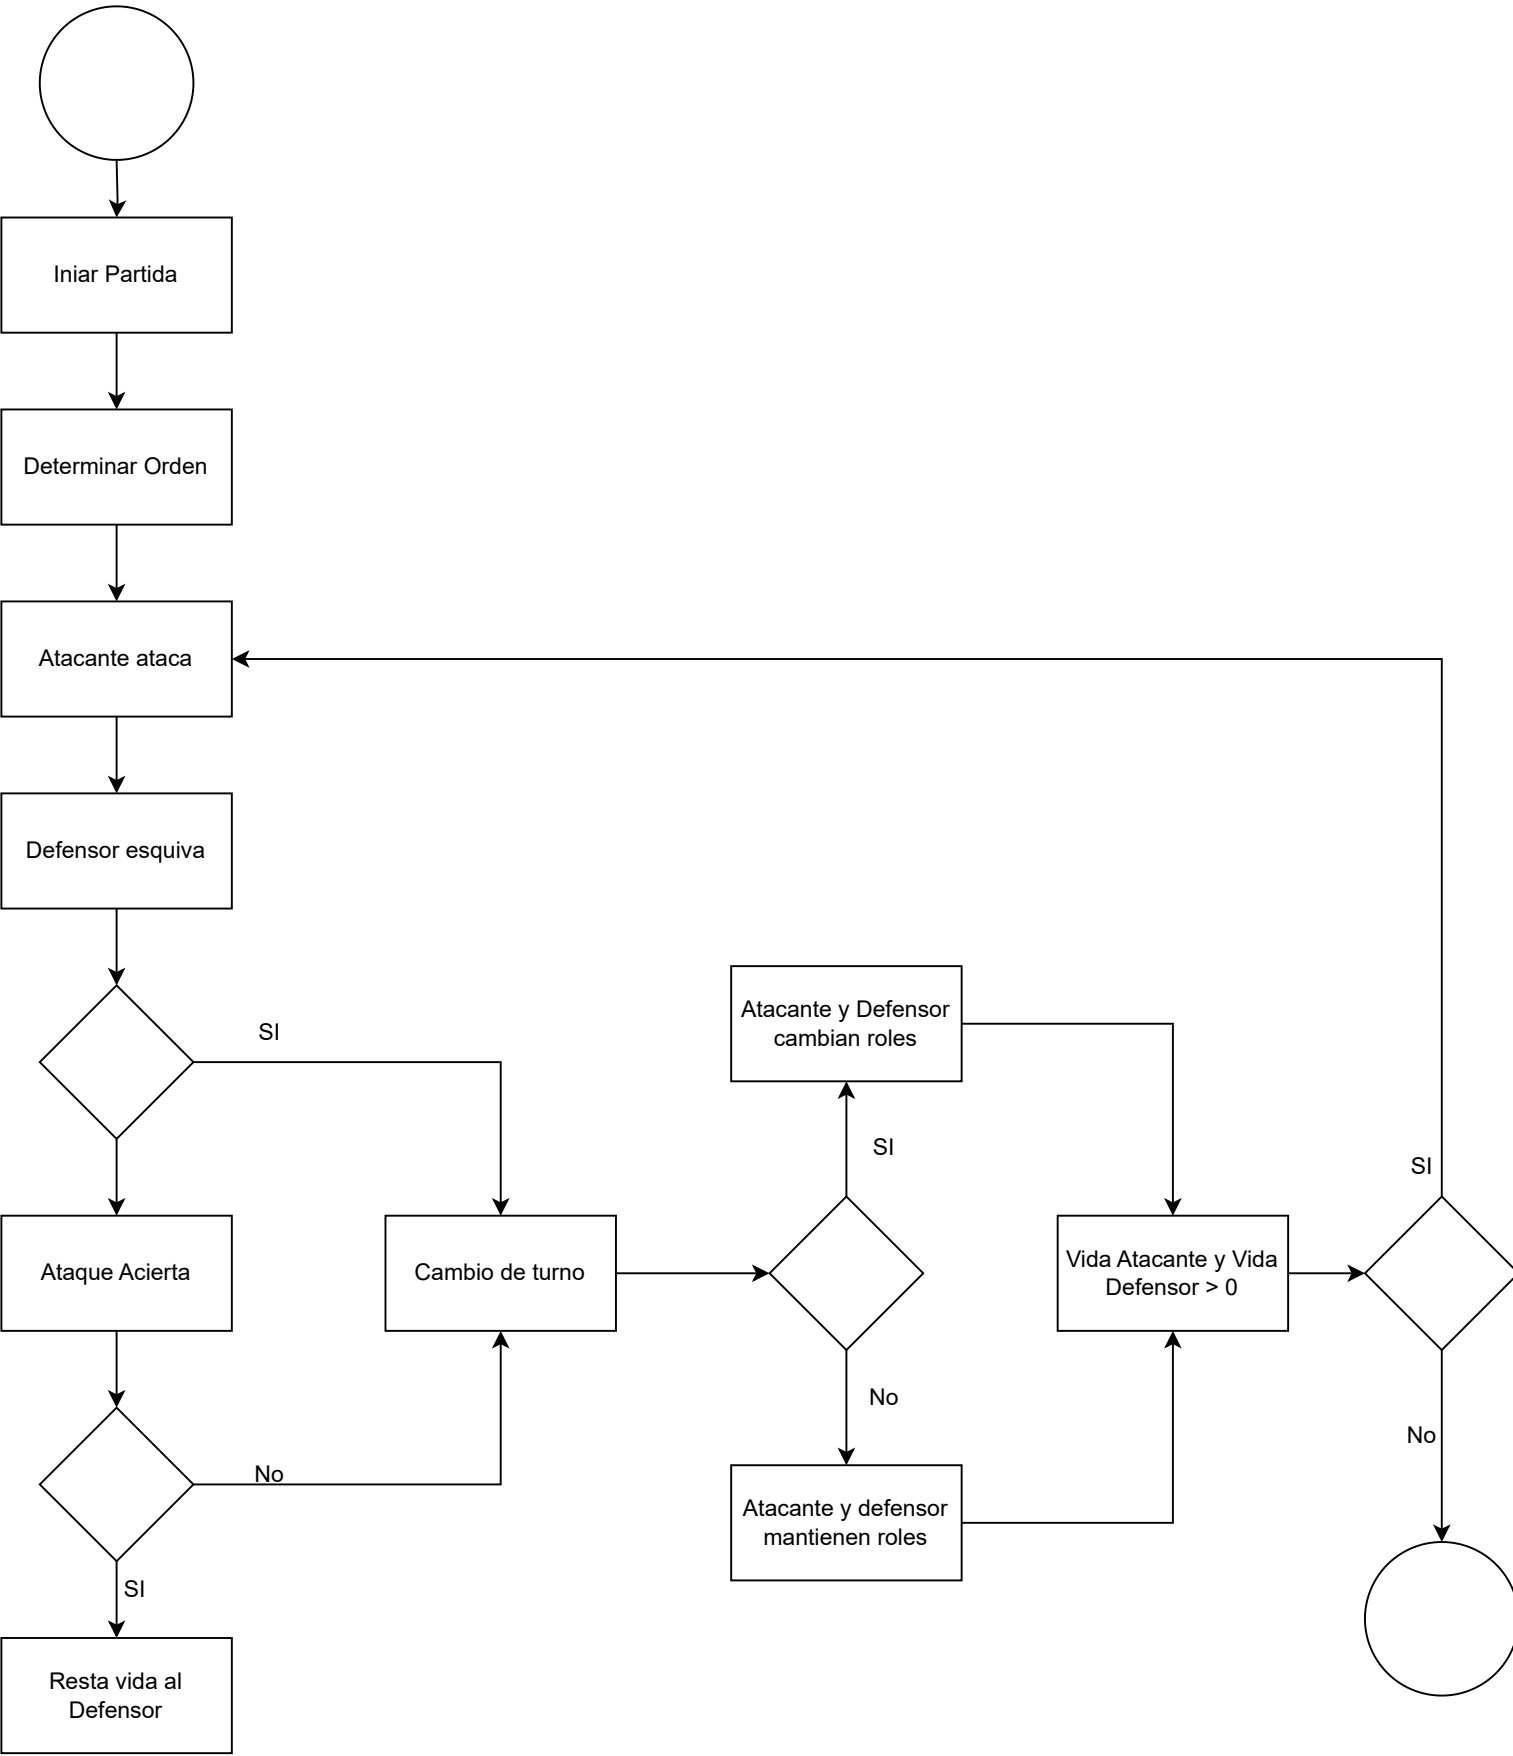 Iniar Partida
Determinar Orden
Atacante ataca
Defensor esquiva
SI
Atacante y Defensor
cambian roles
SI
SI
Ataque Acierta
Cambio de turno
Vida Atacante y Vida
Defensor > 0
No
No
No
Atacante y defensor
mantienen roles
SI
Resta vida al
Defensor